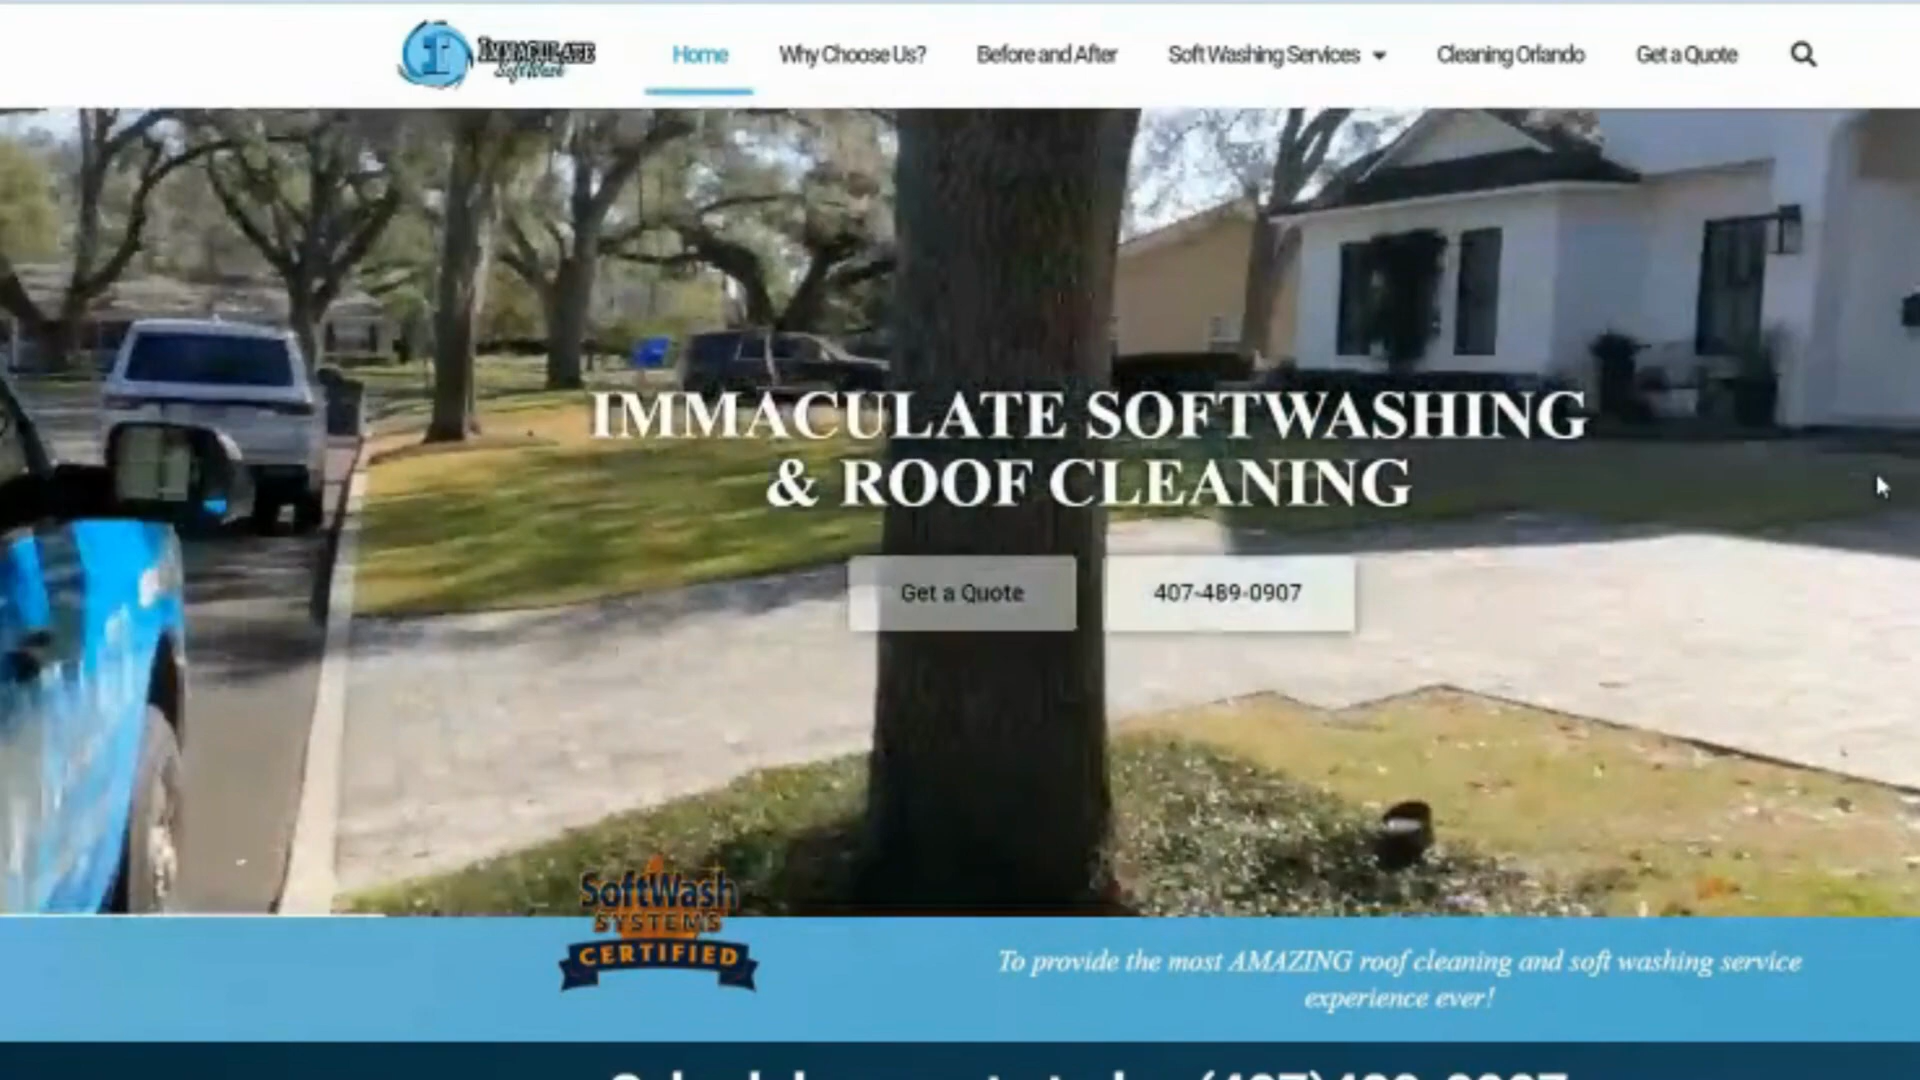 IMMACULATE
SoftWash
Home
Why Choose Us?
Before and After
Soft Washing Services
Cleaning Orlando
Get a Quote
IMMACULATE SOFTWASHING
& ROOF CLEANING
Get a Quote
407-489-0907
SoftWash
SYSTEMS
CERTIFIED
To provide the most AMAZING roof cleaning and soft washing service
experience ever!